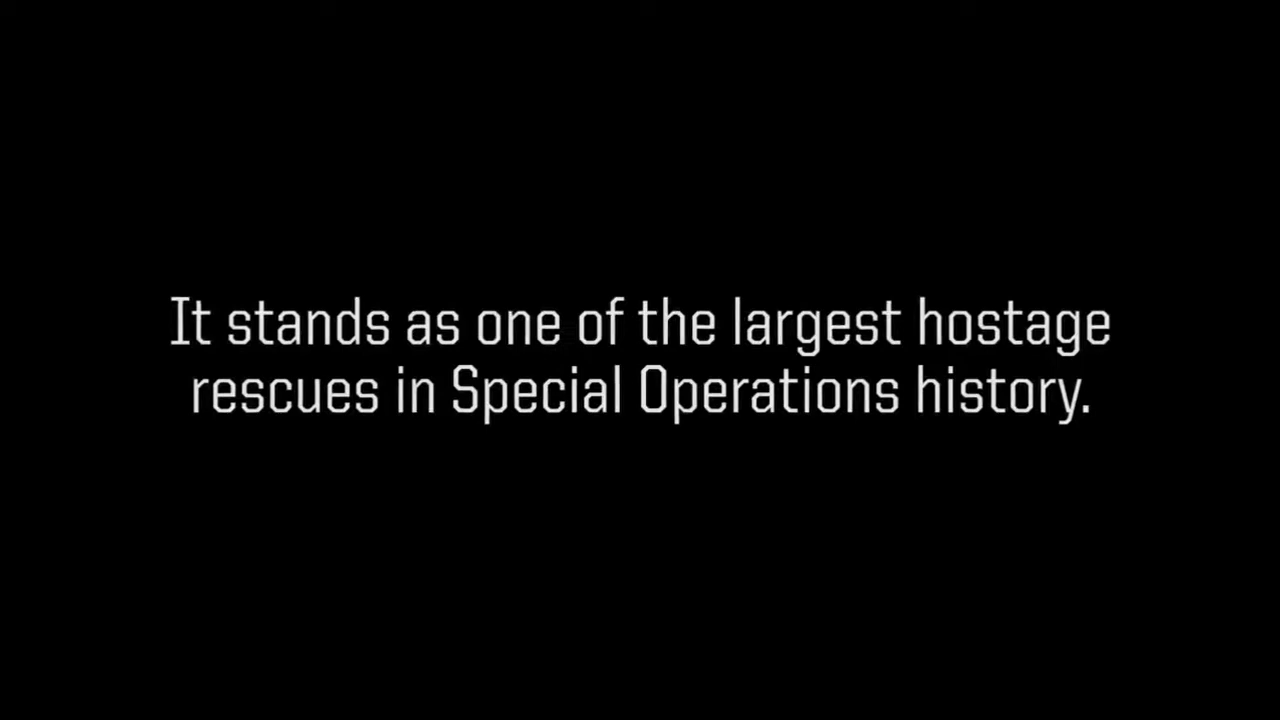 It stands as one of the largest hostage
rescues in Special Operations history.